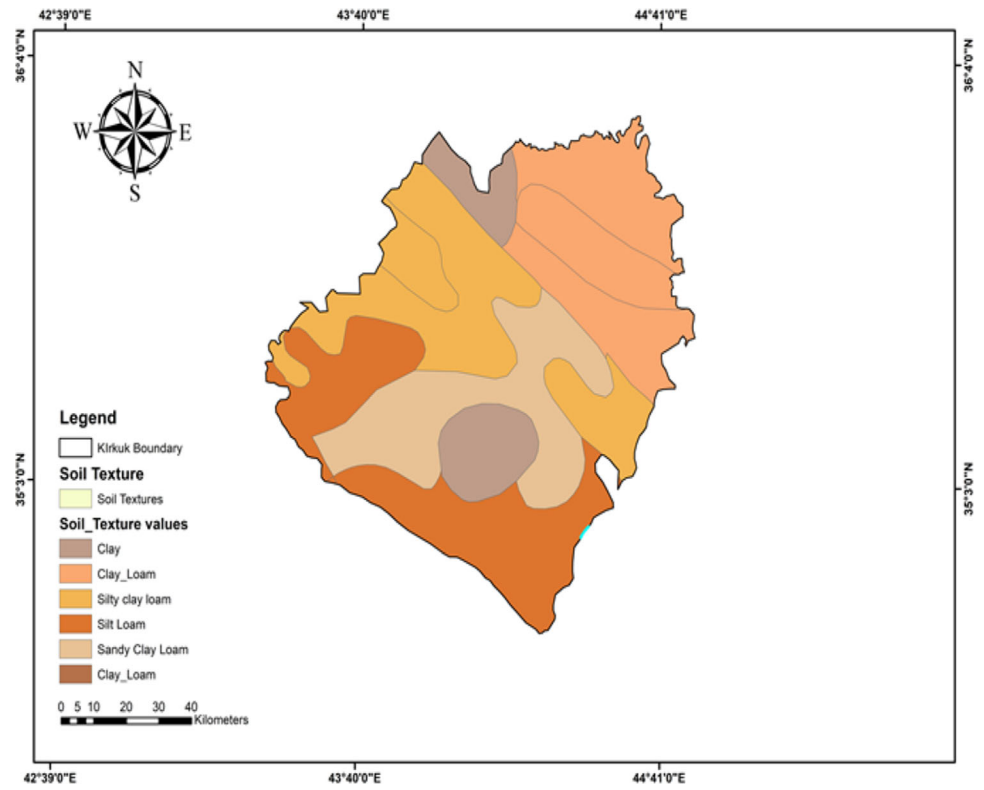 42°39'0"E 43°40'0"E 44°41'0"E
36°4'0"N
36°4'0"N
N
W E
S
Legend
KIrkuk Boundary
Soil Texture
Soil Textures
Soil_Texture values
Clay
Clay_Loam
Silty clay loam
Silt Loam
Sandy Clay Loam
Clay_Loam
0 5 10 20 30 40
Kilometers
35°3'0"N
35°3'0"N
42°39'0"E 43°40'0"E 44°41'0"E